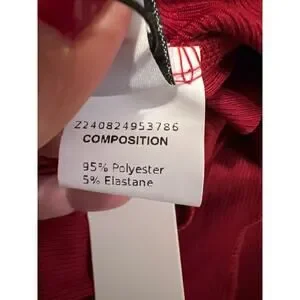 Z240824953786
COMPOSITION
95% Polyester
5% Elastane